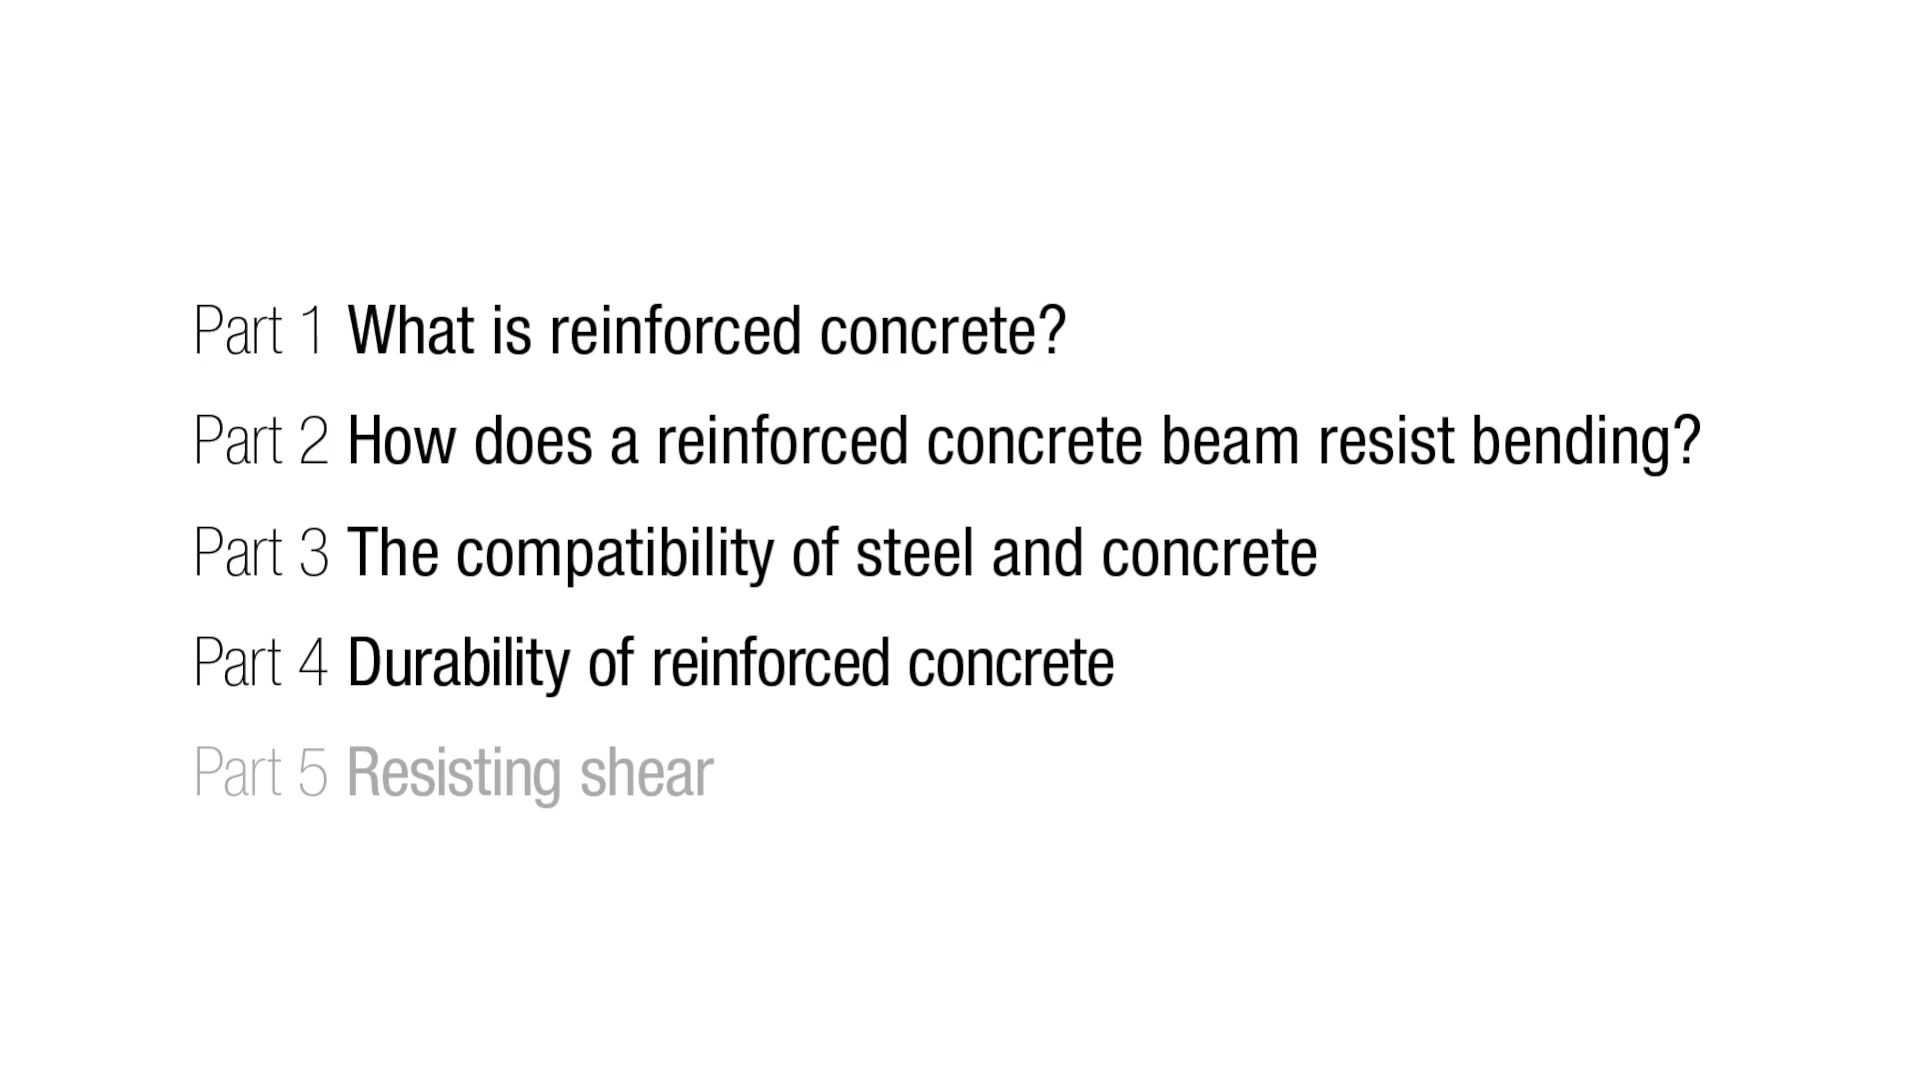 Part 1 What is reinforced concrete?
Part 2 How does a reinforced concrete beam resist bending?
Part 3 The compatibility of steel and concrete
Part 4 Durability of reinforced concrete
Part 5 Resisting shear